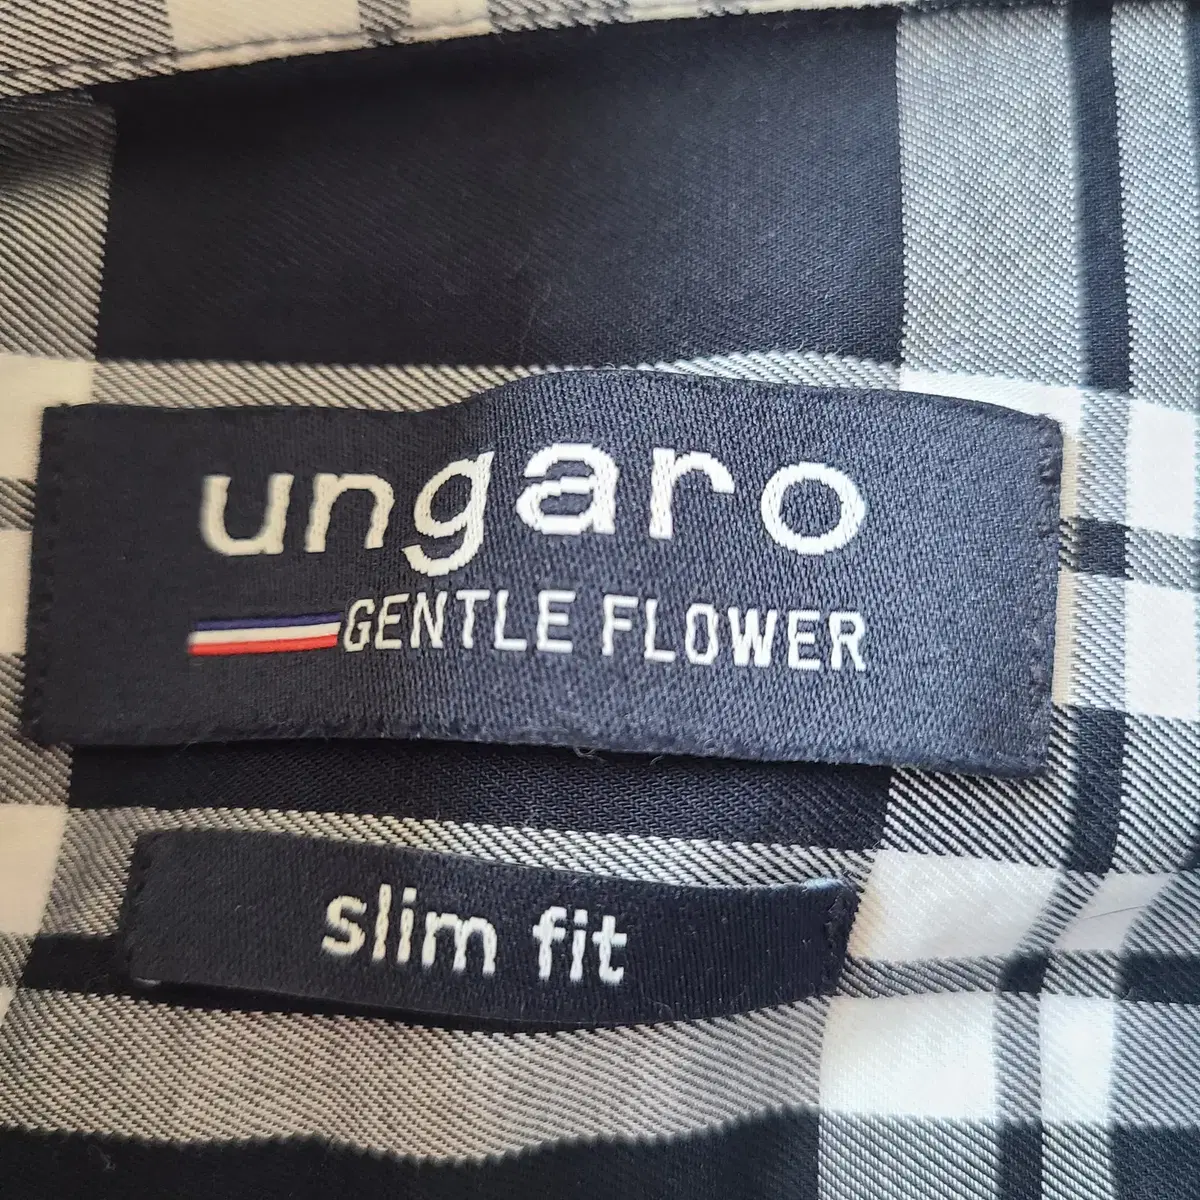 ungaro
GENTLE FLOWER
slim fit